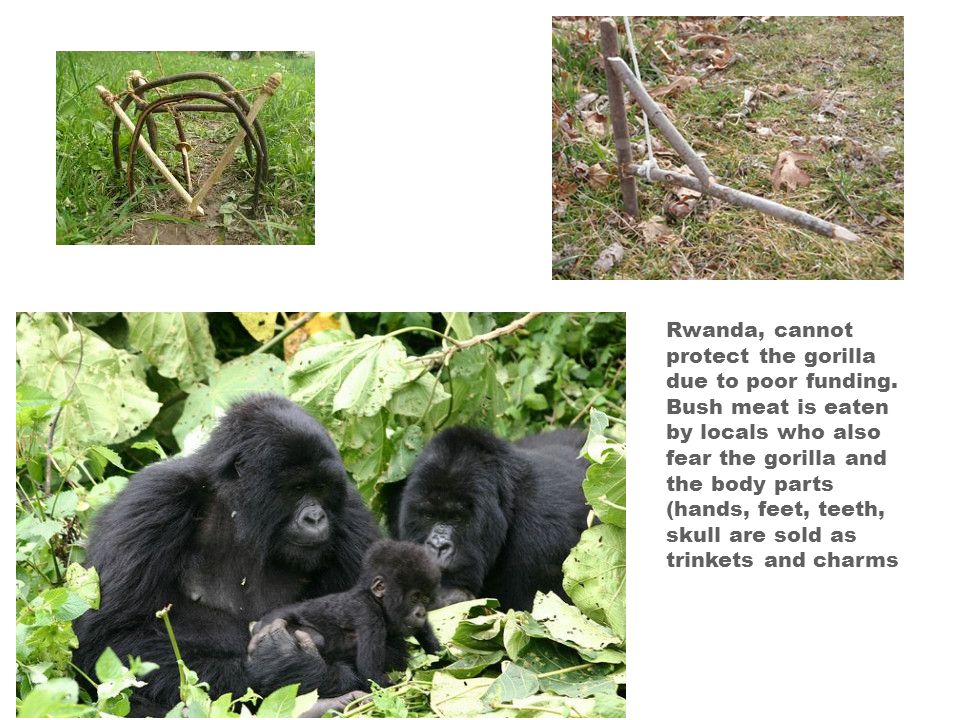 Rwanda, cannot
protect the gorilla
due to poor funding.
Bush meat is eaten
by locals who also
fear the gorilla and
the body parts
(hands, feet, teeth,
skull are sold as
trinkets and charms